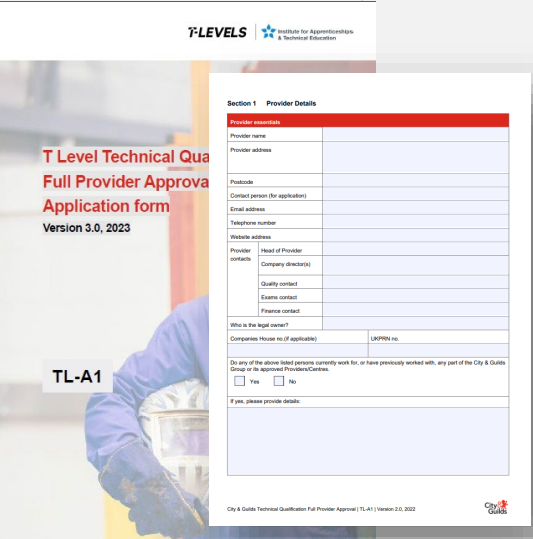 T-LEVELS
Institute for Apprenticeships
& Technical Education
T Level Technical Qua
Full Provider Approva
Application form
Version 3.0, 2023
TL-A1
Section 1 Provider Details
Provider essentials
Provider name
Provider address
Postcode
Contact person (for application)
Email address
Telephone number
Website address
Provider contacts
Head of Provider
Company director(s)
Quality contact
Exams contact
Finance contact
Who is the legal owner?
Companies House no.(if applicable) UKPRN no.
Do any of the above listed persons currently work for, or have previously worked with, any part of the City & Guilds
Group or its approved Providers/Centres.
Yes No
If yes, please provide details:
City & Guilds Technical Qualification Full Provider Approval | TL-A1 | Version 2.0, 2022
City&
Guilds